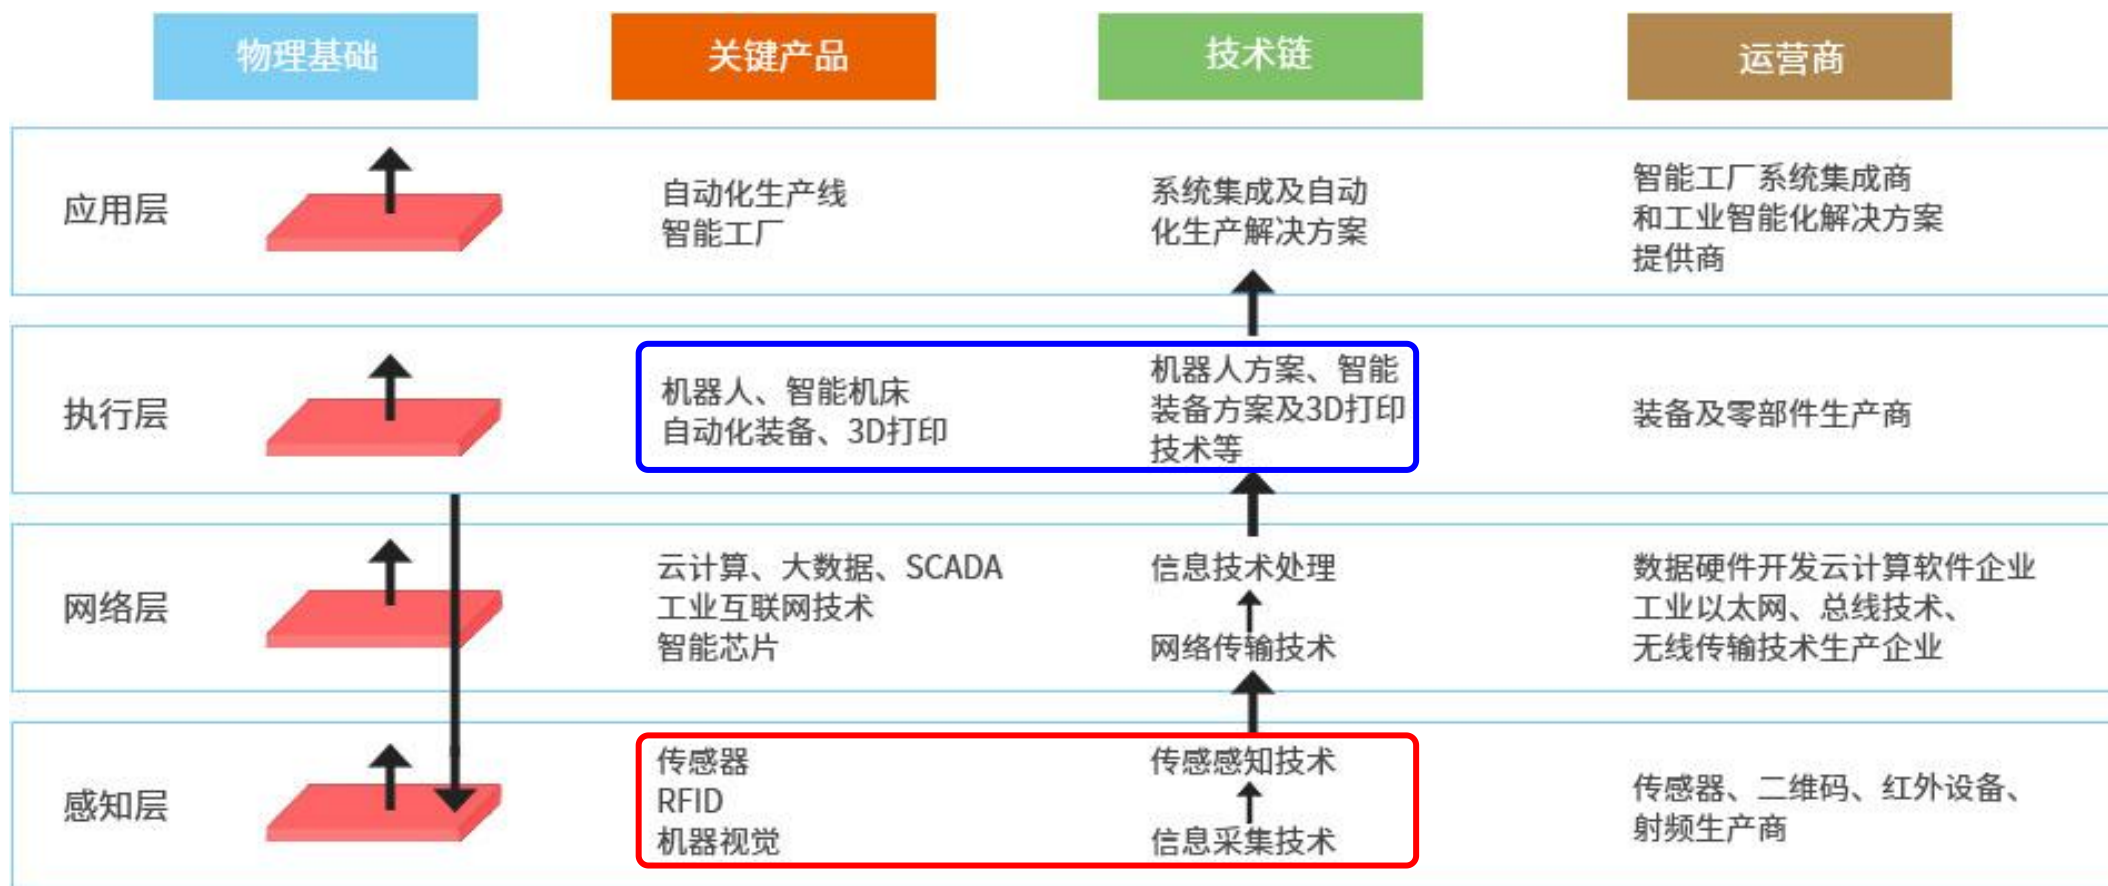 物理基础
关键产品
技术链
运营商
应用层
自动化生产线
智能工厂
系统集成及自动
化生产解决方案
智能工厂系统集成商
和工业智能化解决方案
提供商
执行层
机器人、智能机床
自动化装备、3D打印
机器人方案、智能
装备方案及3D打印
技术等
装备及零部件生产商
网络层
云计算、大数据、SCADA
工业互联网技术
智能芯片
信息技术处理
网络传输技术
数据硬件开发云计算软件企业
工业以太网、总线技术、
无线传输技术生产企业
感知层
传感器
RFID
机器视觉
传感感知技术
信息采集技术
传感器、二维码、红外设备、
射频生产商